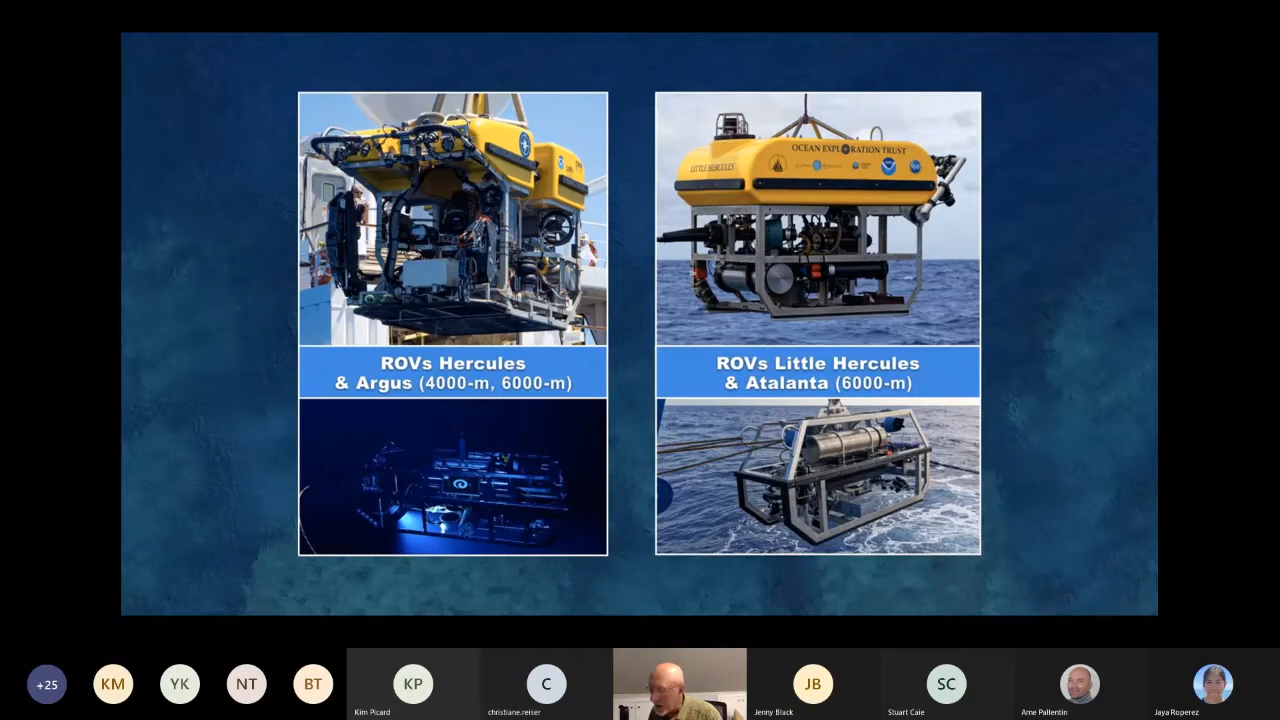 OCEAN EXPLORATION TRUST
LITTLE HERCULES
ROVs Hercules
& Argus (4000-m, 6000-m)
ROVs Little Hercules
& Atalanta (6000-m)
+25
KM
YK
NT
BT
KP
C
JB
SC
Kim Picard
christiane.reiser
Jenny Black
Stuart Caie
Arne Pallentin
Jaya Roperez